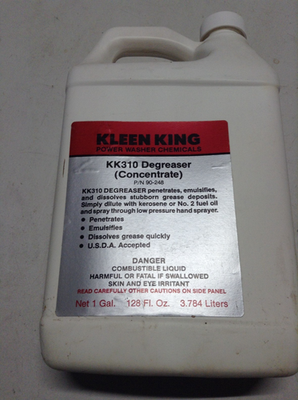 KLEEN KING
POWER WASHER CHEMICALS
KK310 Degreaser
(Concentrate)
P/N 90-248
KK310 DEGREASER penetrates, emulsifies,
and dissolves stubborn grease deposits.
Simply dilute with kerosene or No. 2 fuel oil
and spray through low pressure hand sprayer.
• Penetrates
• Emulsifies
• Dissolves grease quickly
• U.S.D.A. Accepted
DANGER
COMBUSTIBLE LIQUID
HARMFUL OR FATAL IF SWALLOWED
SKIN AND EYE IRRITANT
READ CAREFULLY OTHER CAUTIONS ON SIDE PANEL
Net 1 Gal. 128 Fl. Oz. 3.784 Liters